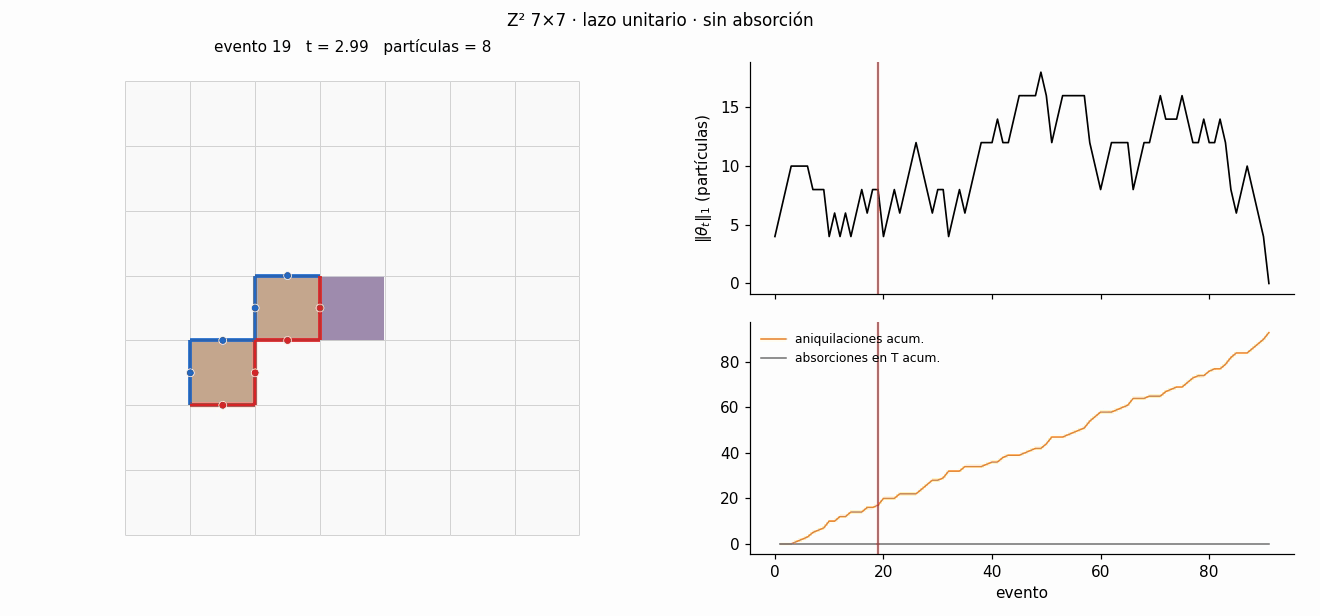 Z² 7×7 · lazo unitario · sin absorción
evento 19   t = 2.99   partículas = 8
‖θₜ‖₁ (partículas)
15
10
5
0
aniquilaciones acum.
absorciones en T acum.
80
60
40
20
0
0 20 40 60 80
evento